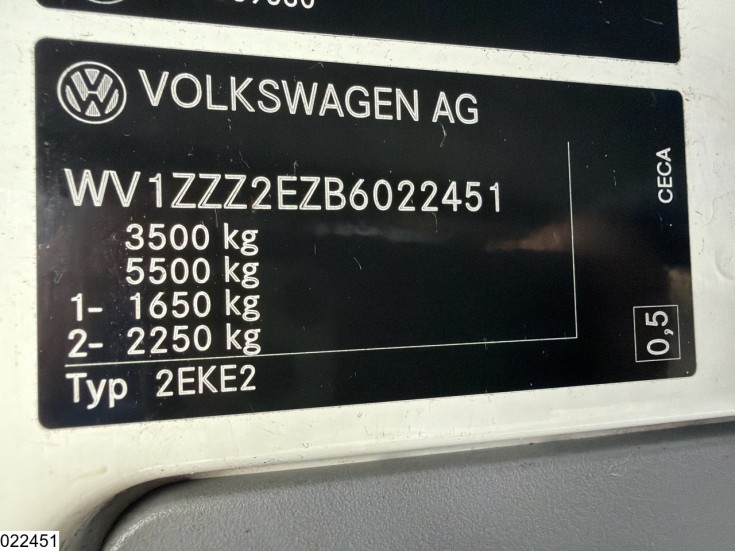 VOLKSWAGEN AG
WV1ZZZ2EZB6022451
3500 kg
5500 kg
1- 1650 kg
2- 2250 kg
Typ 2EKE2
CECA
0,5
022451